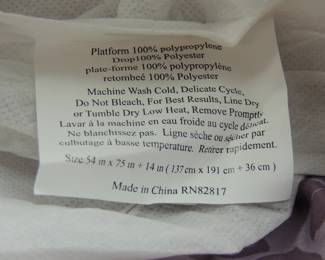 Platform 100% polypropylene
Drop100% Polyester
plate-forme 100% polypropylène
retombeé 100% Polyester
Machine Wash Cold, Delicate Cycle,
Do Not Bleach, For Best Results, Line Dry
or Tumble Dry Low Heat, Remove Promptly
Lavar à la machine en eau froide au cycle délicat.
Ne blanchissez pas. Ligne sèche ou sécher par
culbutage à basse temperature. Retirer rapidement.
Size 54 in x 75 in + 14 in ( 137 cm x 191 cm + 36 cm )
Made in China RN82817